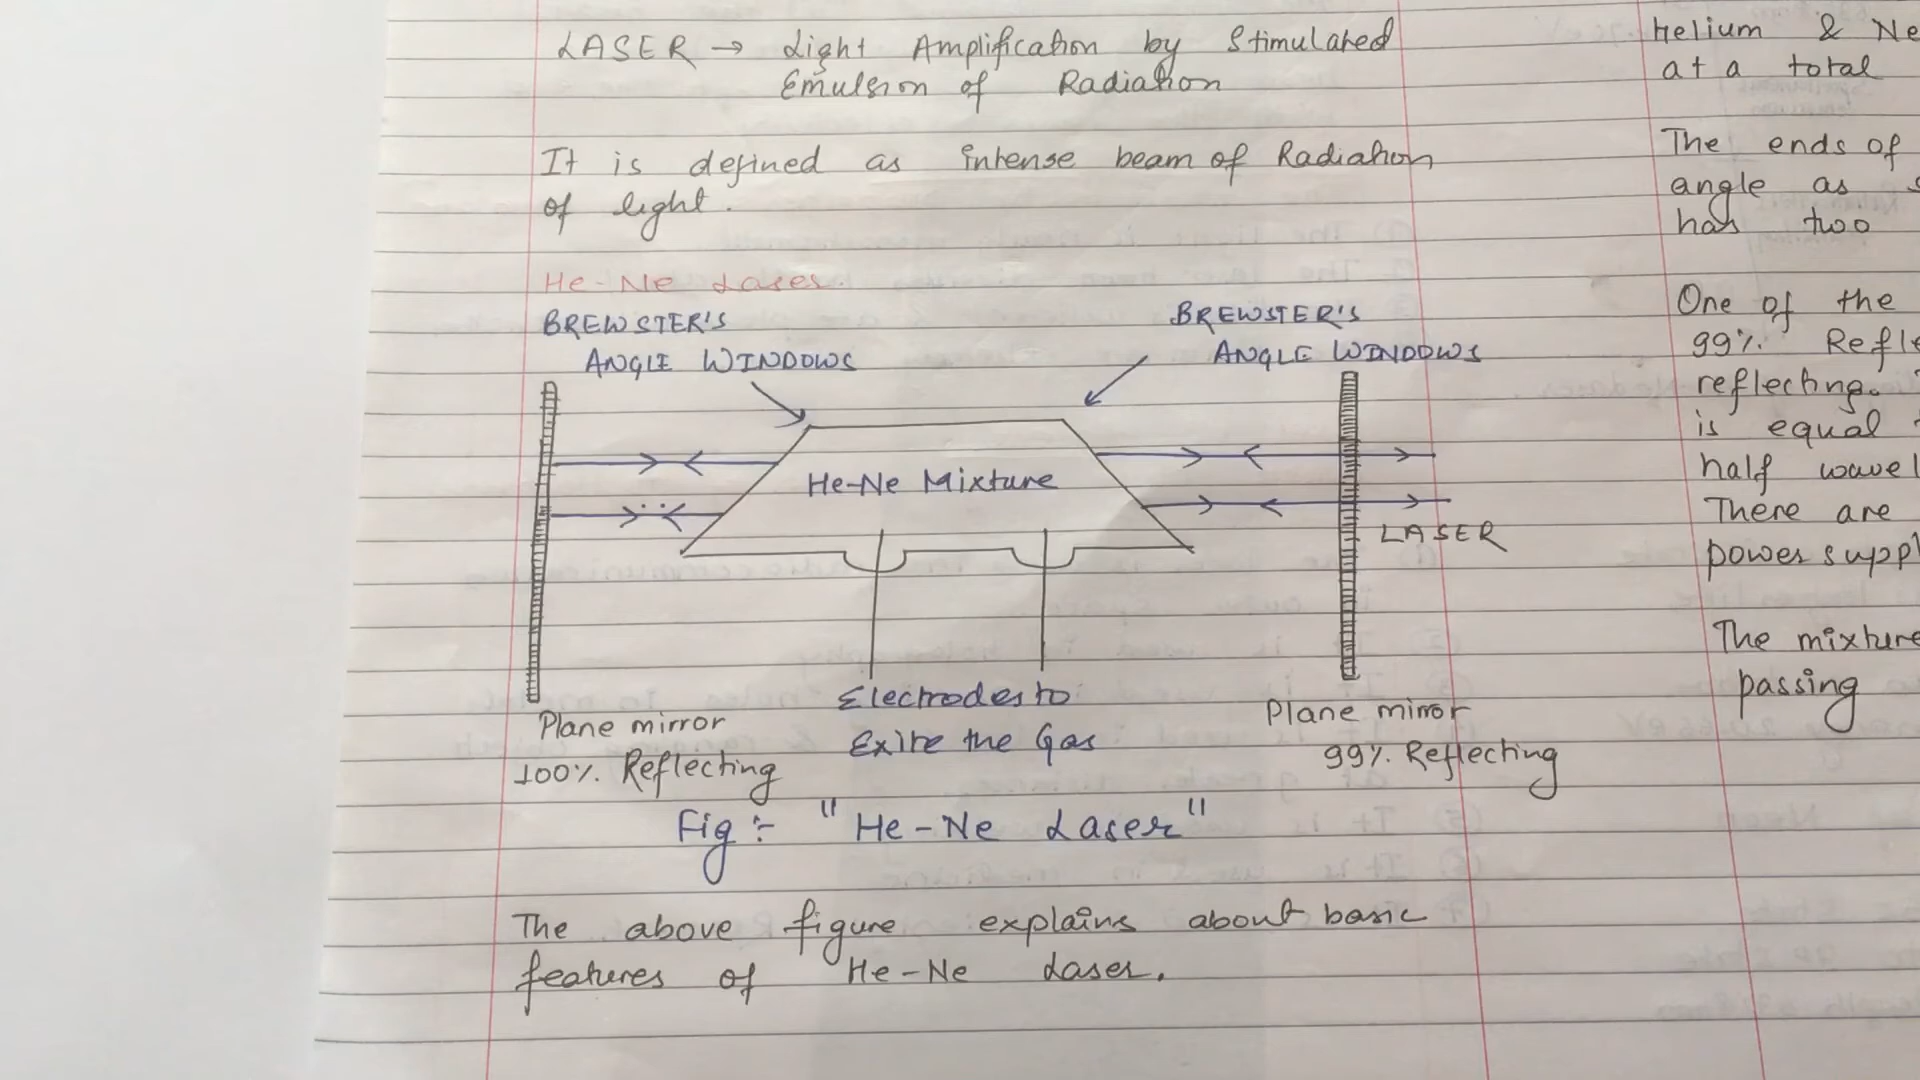 LASER → Light Amplification by Stimulated
Emulsion of Radiation
It is defined as intense beam of Radiation
of light.
He-Ne Laser.
BREWSTER'S
ANGLE WINDOWS
BREWSTER'S
ANGLE WINDOWS
He-Ne Mixture
LASER
Electrodes to
Exite the Gas
Plane mirror
100% Reflecting
Plane mirror
99% Reflecting
Fig :- "He-Ne Laser"
The above figure explains about basic
features of He-Ne Laser.
Helium & Ne
at a total
The ends of
angle as s
has two
One of the
99% Refle
reflecting.
is equal
half wavel
There are
power suppl
The mixture
passing